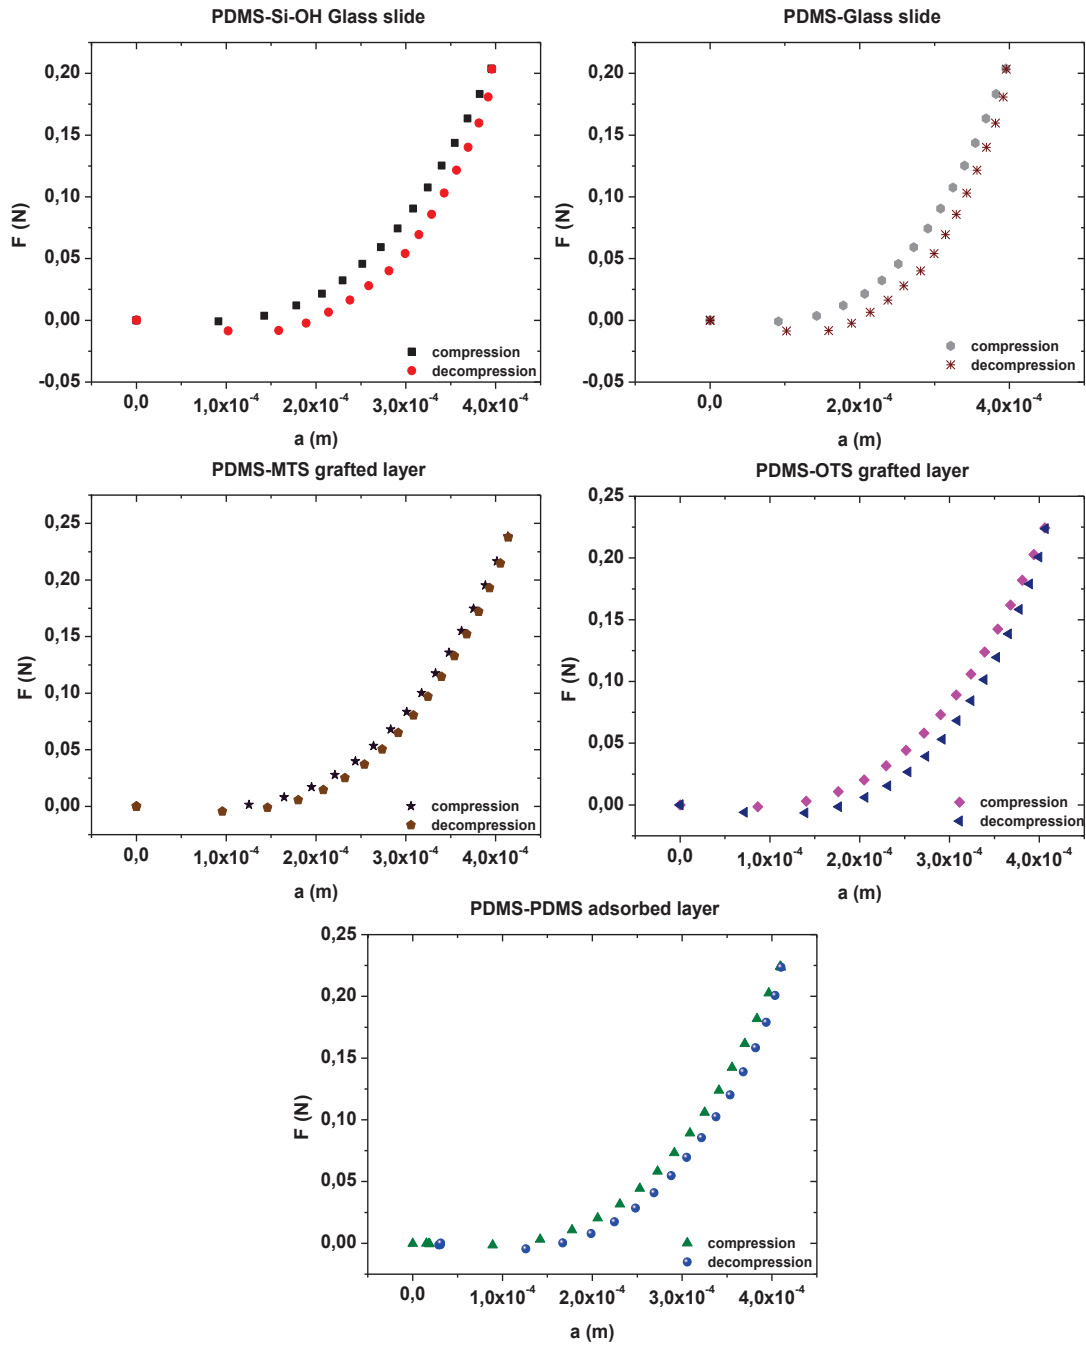 PDMS-Si-OH Glass slide
0,20
0,15
0,10
0,05
0,00
-0,05
F (N)
compression
decompression
0,0
1,0x10-4
2,0x10-4
3,0x10-4
4,0x10-4
a (m)
PDMS-Glass slide
0,20
0,15
0,10
0,05
0,00
-0,05
F (N)
compression
decompression
0,0
2,0x10-4
4,0x10-4
a (m)
PDMS-MTS grafted layer
0,25
0,20
0,15
0,10
0,05
0,00
F (N)
compression
decompression
0,0
1,0x10-4
2,0x10-4
3,0x10-4
4,0x10-4
a (m)
PDMS-OTS grafted layer
0,25
0,20
0,15
0,10
0,05
0,00
F (N)
compression
decompression
0,0
1,0x10-4
2,0x10-4
3,0x10-4
4,0x10-4
a (m)
PDMS-PDMS adsorbed layer
0,25
0,20
0,15
0,10
0,05
0,00
F (N)
compression
decompression
0,0
1,0x10-4
2,0x10-4
3,0x10-4
4,0x10-4
a (m)